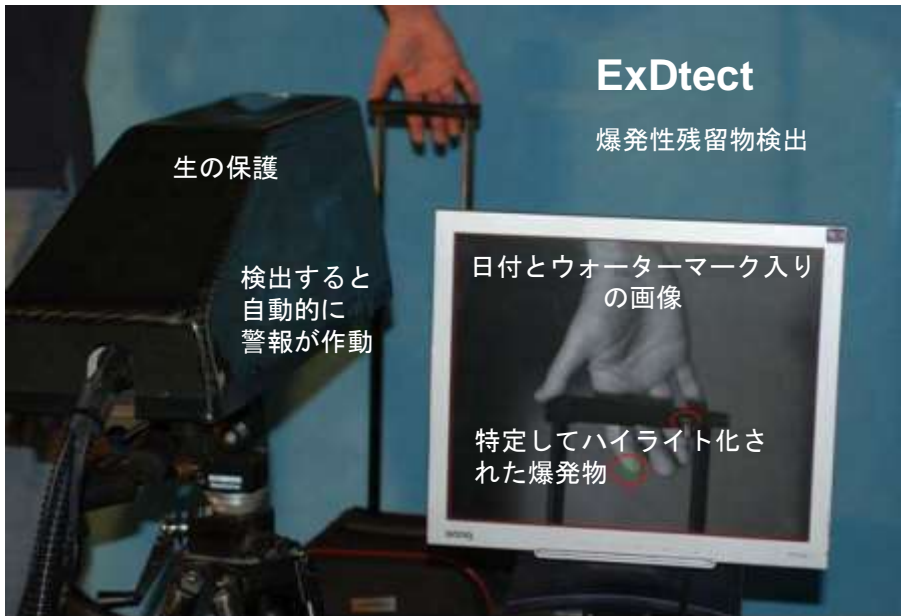 ExDtect
爆発性残留物検出
生の保護
検出すると
自動的に
警報が作動
日付とウォーターマーク入り
の画像
特定してハイライト化さ
れた爆発物
BENQ